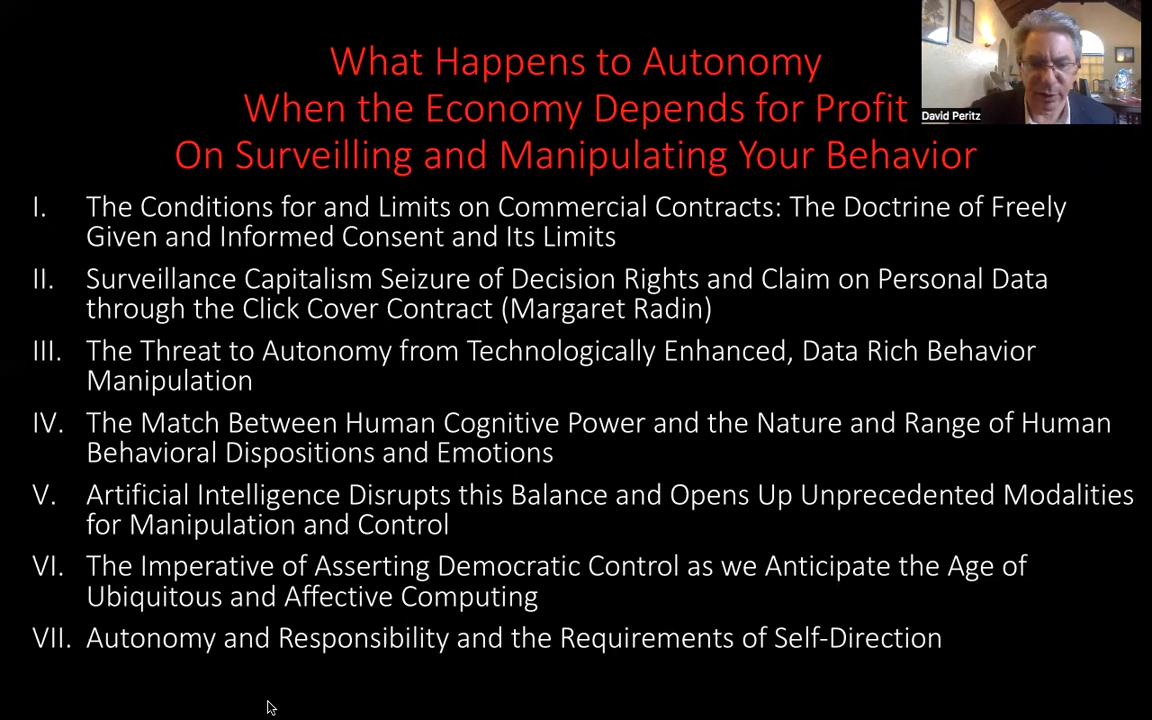 What Happens to Autonomy
When the Economy Depends for Profit
On Surveilling and Manipulating Your Behavior
David Peritz
I. The Conditions for and Limits on Commercial Contracts: The Doctrine of Freely
Given and Informed Consent and Its Limits
II. Surveillance Capitalism Seizure of Decision Rights and Claim on Personal Data
through the Click Cover Contract (Margaret Radin)
III. The Threat to Autonomy from Technologically Enhanced, Data Rich Behavior
Manipulation
IV. The Match Between Human Cognitive Power and the Nature and Range of Human
Behavioral Dispositions and Emotions
V. Artificial Intelligence Disrupts this Balance and Opens Up Unprecedented Modalities
for Manipulation and Control
VI. The Imperative of Asserting Democratic Control as we Anticipate the Age of
Ubiquitous and Affective Computing
VII. Autonomy and Responsibility and the Requirements of Self-Direction